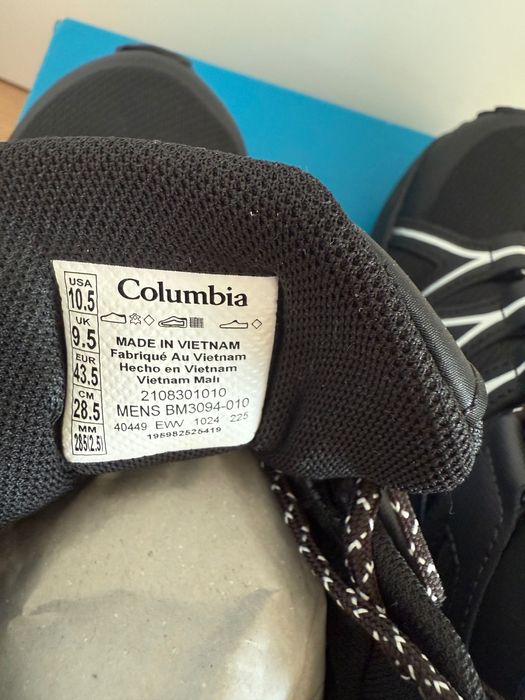 USA
10.5
UK
9.5
EUR
43.5
CM
28.5
MM
285(2.5)
Columbia
MADE IN VIETNAM
Fabriqué Au Vietnam
Hecho en Vietnam
Vietnam Malı
2108301010
MENS BM3094-010
40449 EWV 1024 225
195982525419